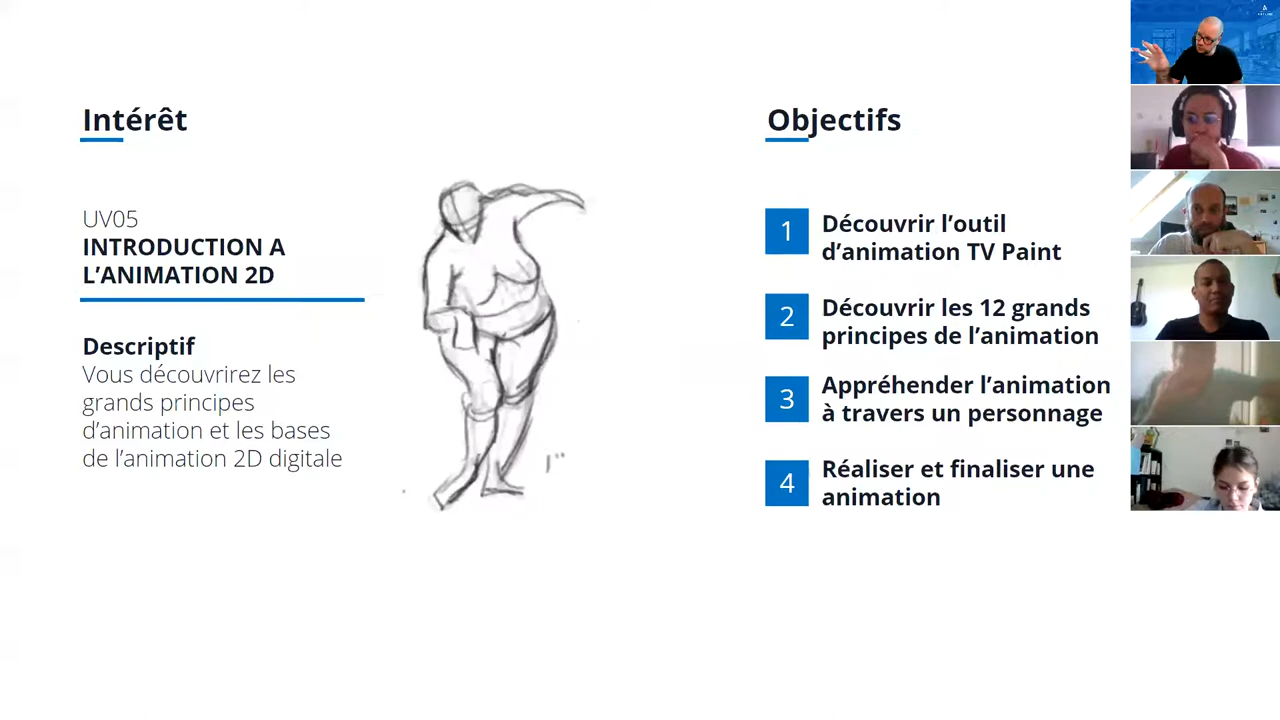 Intérêt
UV05
INTRODUCTION A
L’ANIMATION 2D
Descriptif
Vous découvrirez les
grands principes
d’animation et les bases
de l’animation 2D digitale
1''
Objectifs
1
Découvrir l’outil
d’animation TV Paint
2
Découvrir les 12 grands
principes de l’animation
3
Appréhender l’animation
à travers un personnage
4
Réaliser et finaliser une
animation